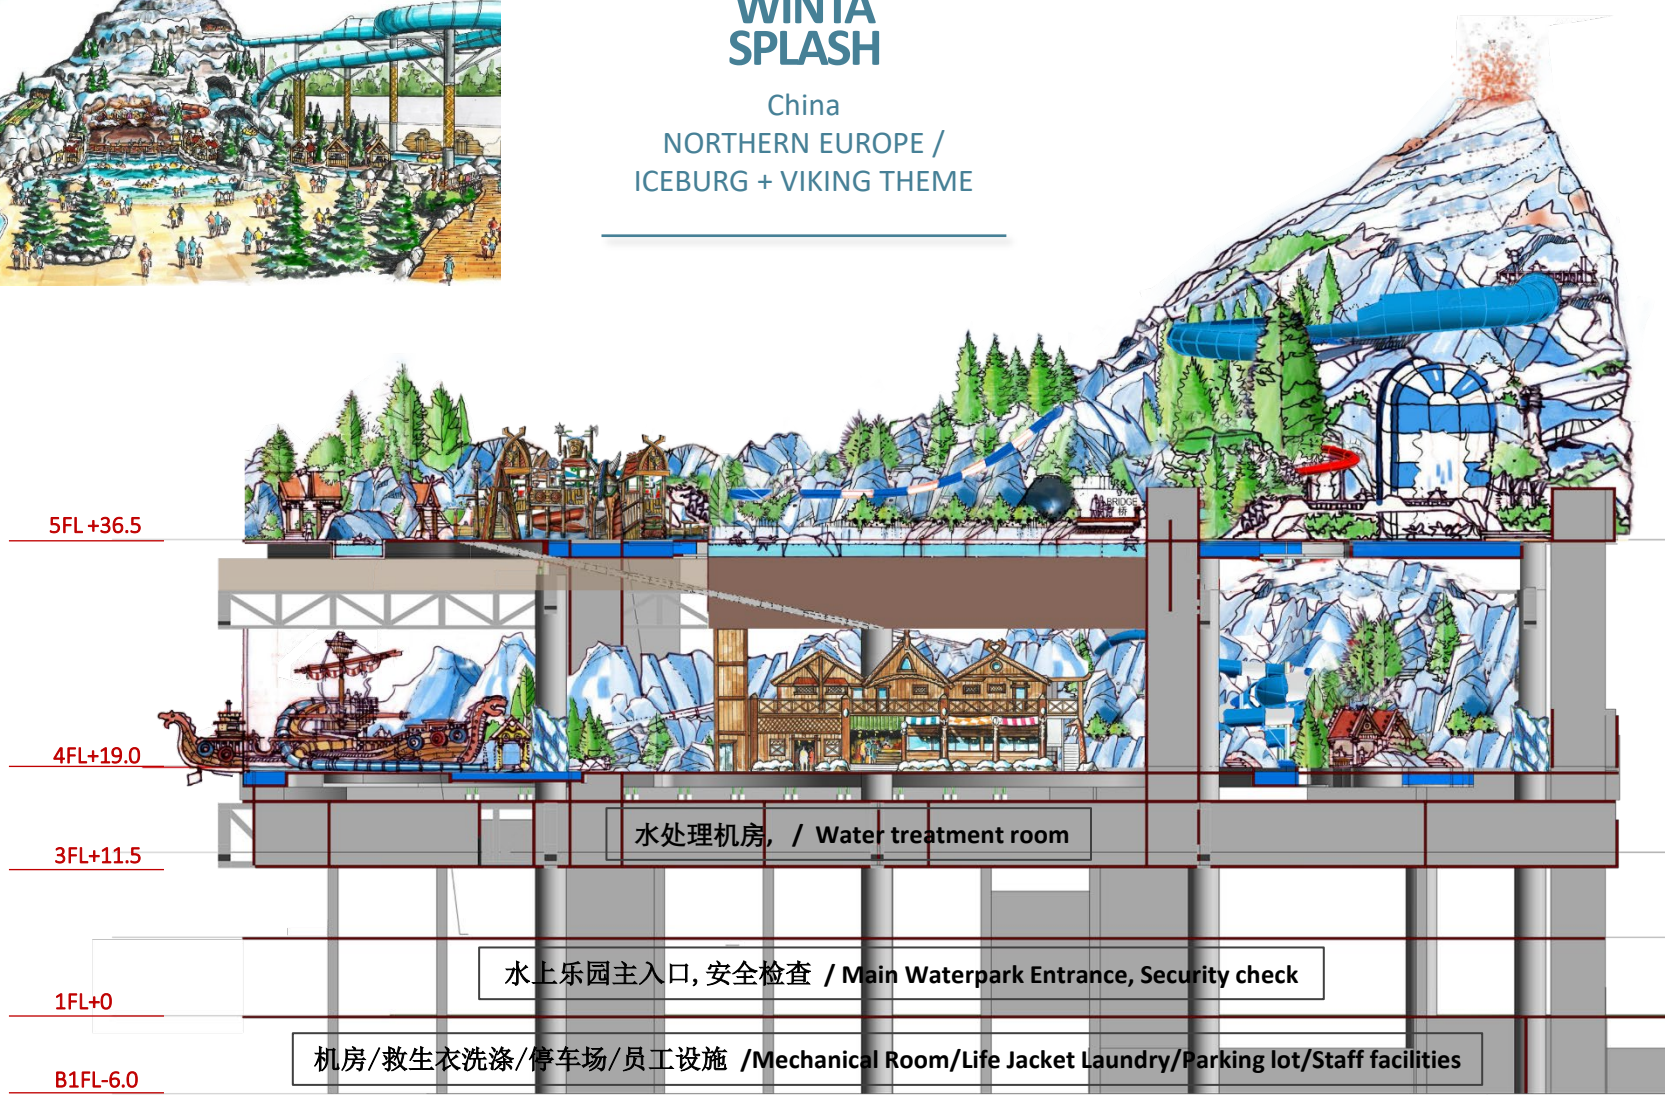 WINTA
SPLASH
China
NORTHERN EUROPE /
ICEBURG + VIKING THEME
BRIDGE
桥
5FL +36.5
4FL+19.0
水处理机房, / Water treatment room
3FL+11.5
水上乐园主入口, 安全检查 / Main Waterpark Entrance, Security check
1FL+0
机房/救生衣洗涤/停车场/员工设施 /Mechanical Room/Life Jacket Laundry/Parking lot/Staff facilities
B1FL-6.0